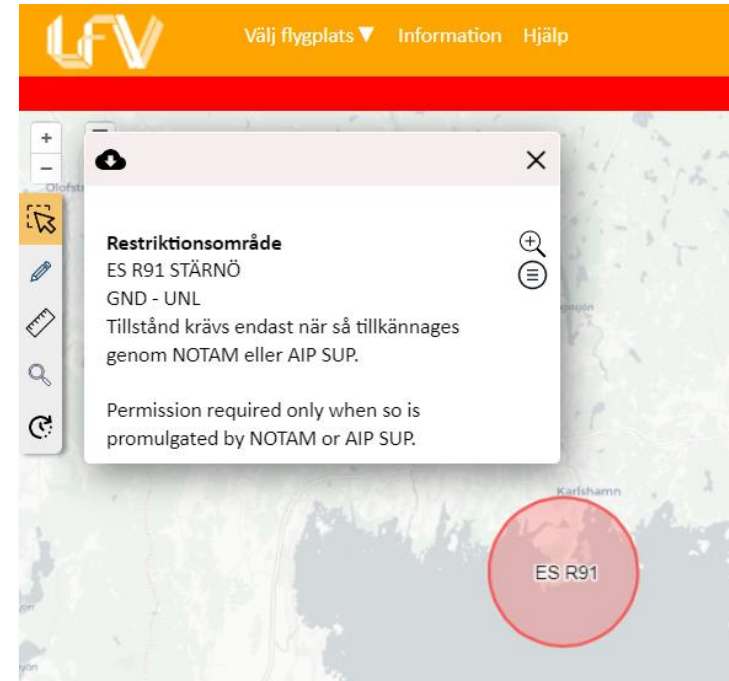 LFV
Välj flygplats ▼ Information Hjälp
+
−
Olofst
Restriktionsområde
ES R91 STÄRNÖ
GND - UNL
Tillstånd krävs endast när så tillkännages
genom NOTAM eller AIP SUP.
Permission required only when so is
promulgated by NOTAM or AIP SUP.
Karlshamn
ES R91